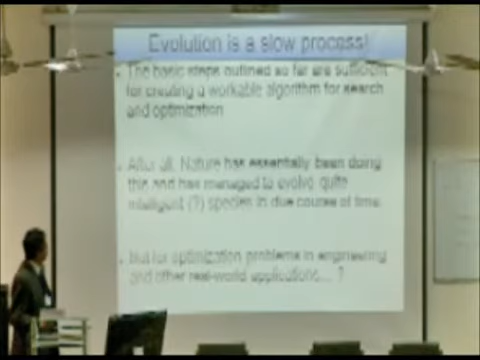 Evolution is a slow process!
The basic steps outlined so far are sufficient
for creating a workable algorithm for search
and optimization
After all, Nature has essentially been doing
this and has managed to evolve quite
intelligent (?) species in due course of time
But for optimization problems in engineering
and other real-world applications... ?